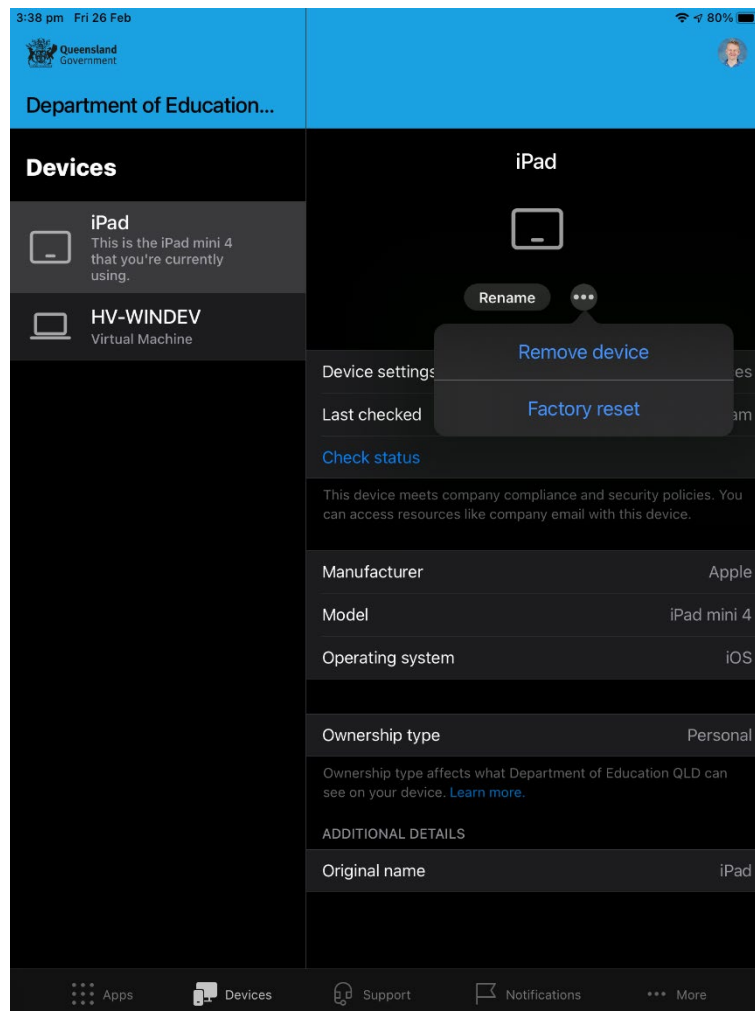 3:38 pm Fri 26 Feb
80%
Queensland
Government
Department of Education...
Devices
iPad
This is the iPad mini 4
that you're currently
using.
HV-WINDEV
Virtual Machine
iPad
Rename
Remove device
Factory reset
Device settings
es
Last checked
am
Check status
This device meets company compliance and security policies. You
can access resources like company email with this device.
Manufacturer Apple
Model iPad mini 4
Operating system iOS
Ownership type Personal
Ownership type affects what Department of Education QLD can
see on your device. Learn more.
ADDITIONAL DETAILS
Original name iPad
Apps Devices Support Notifications More